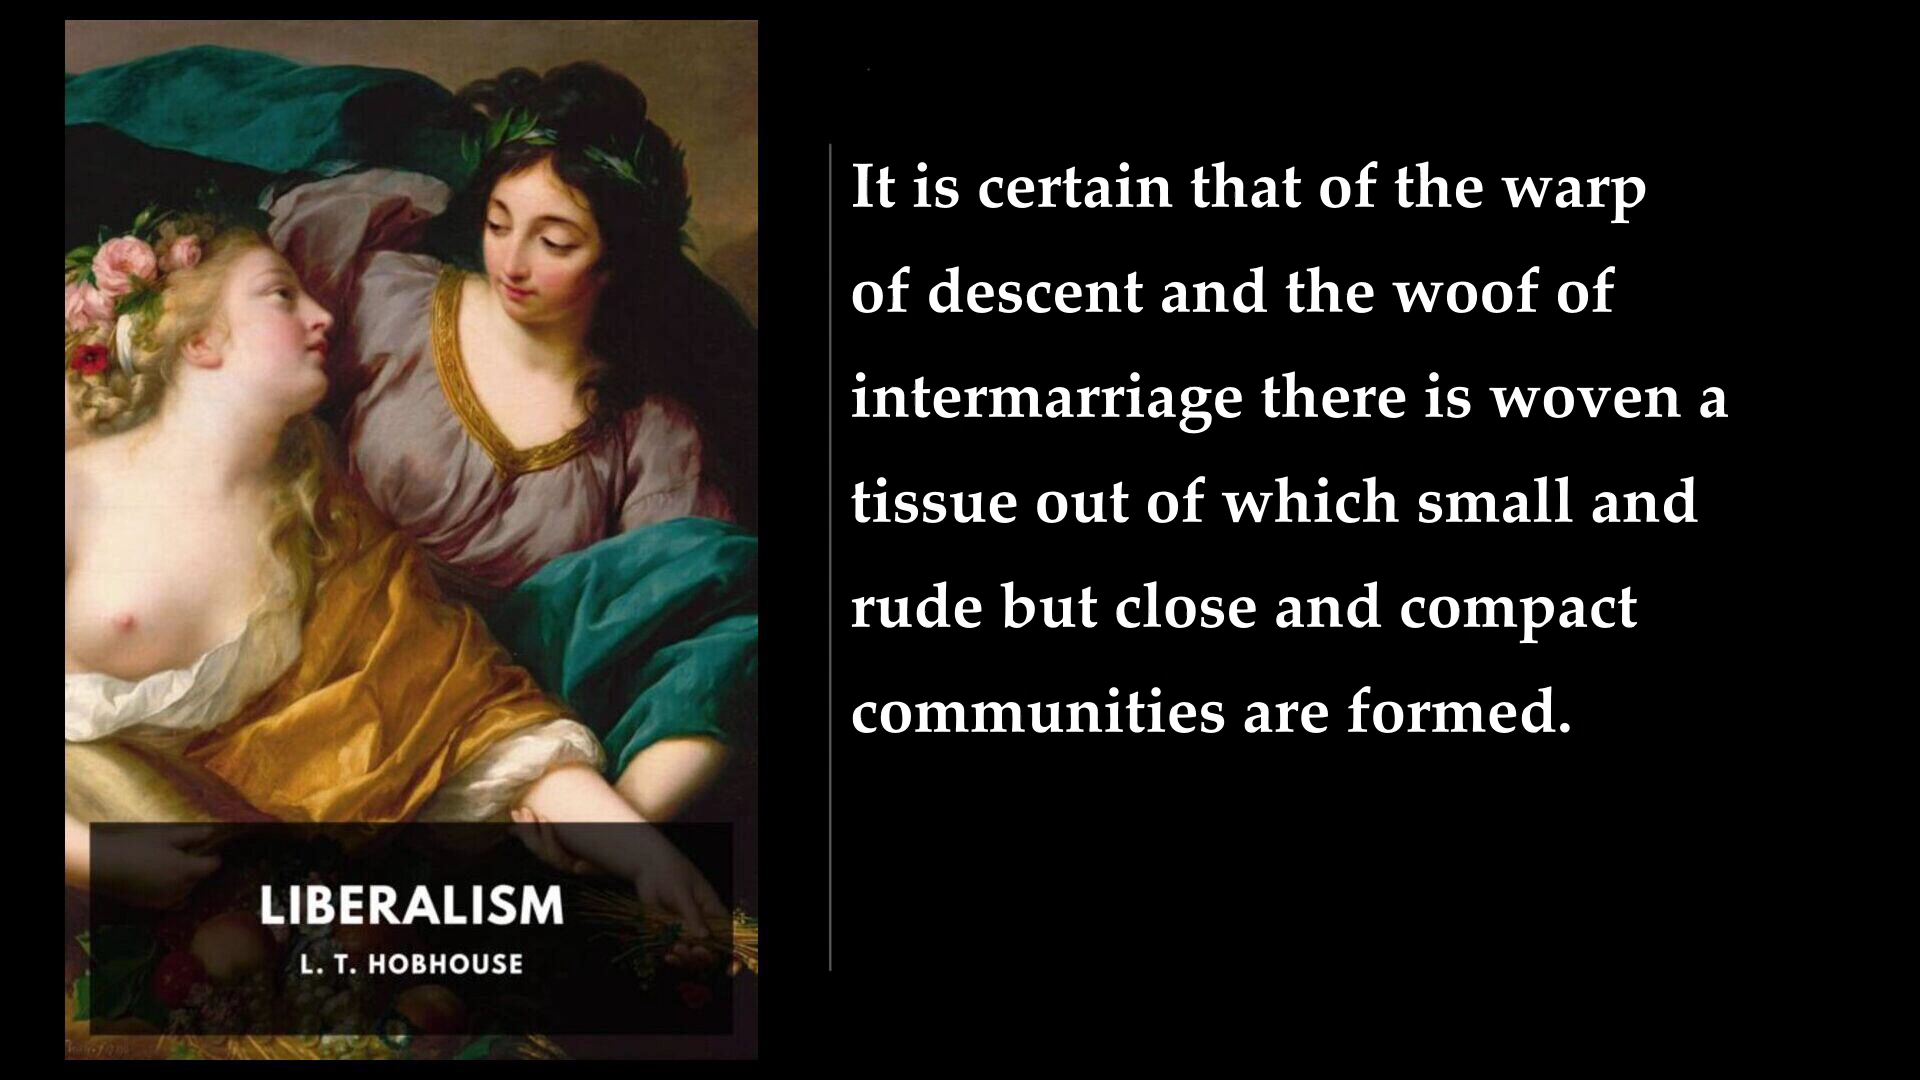 LIBERALISM
L. T. HOBHOUSE
It is certain that of the warp
of descent and the woof of
intermarriage there is woven a
tissue out of which small and
rude but close and compact
communities are formed.